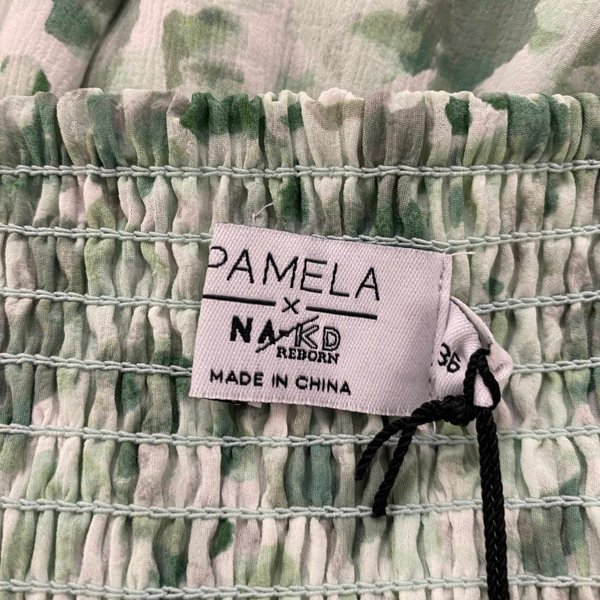 PAMELA
×
NA-KD
REBORN
MADE IN CHINA
36